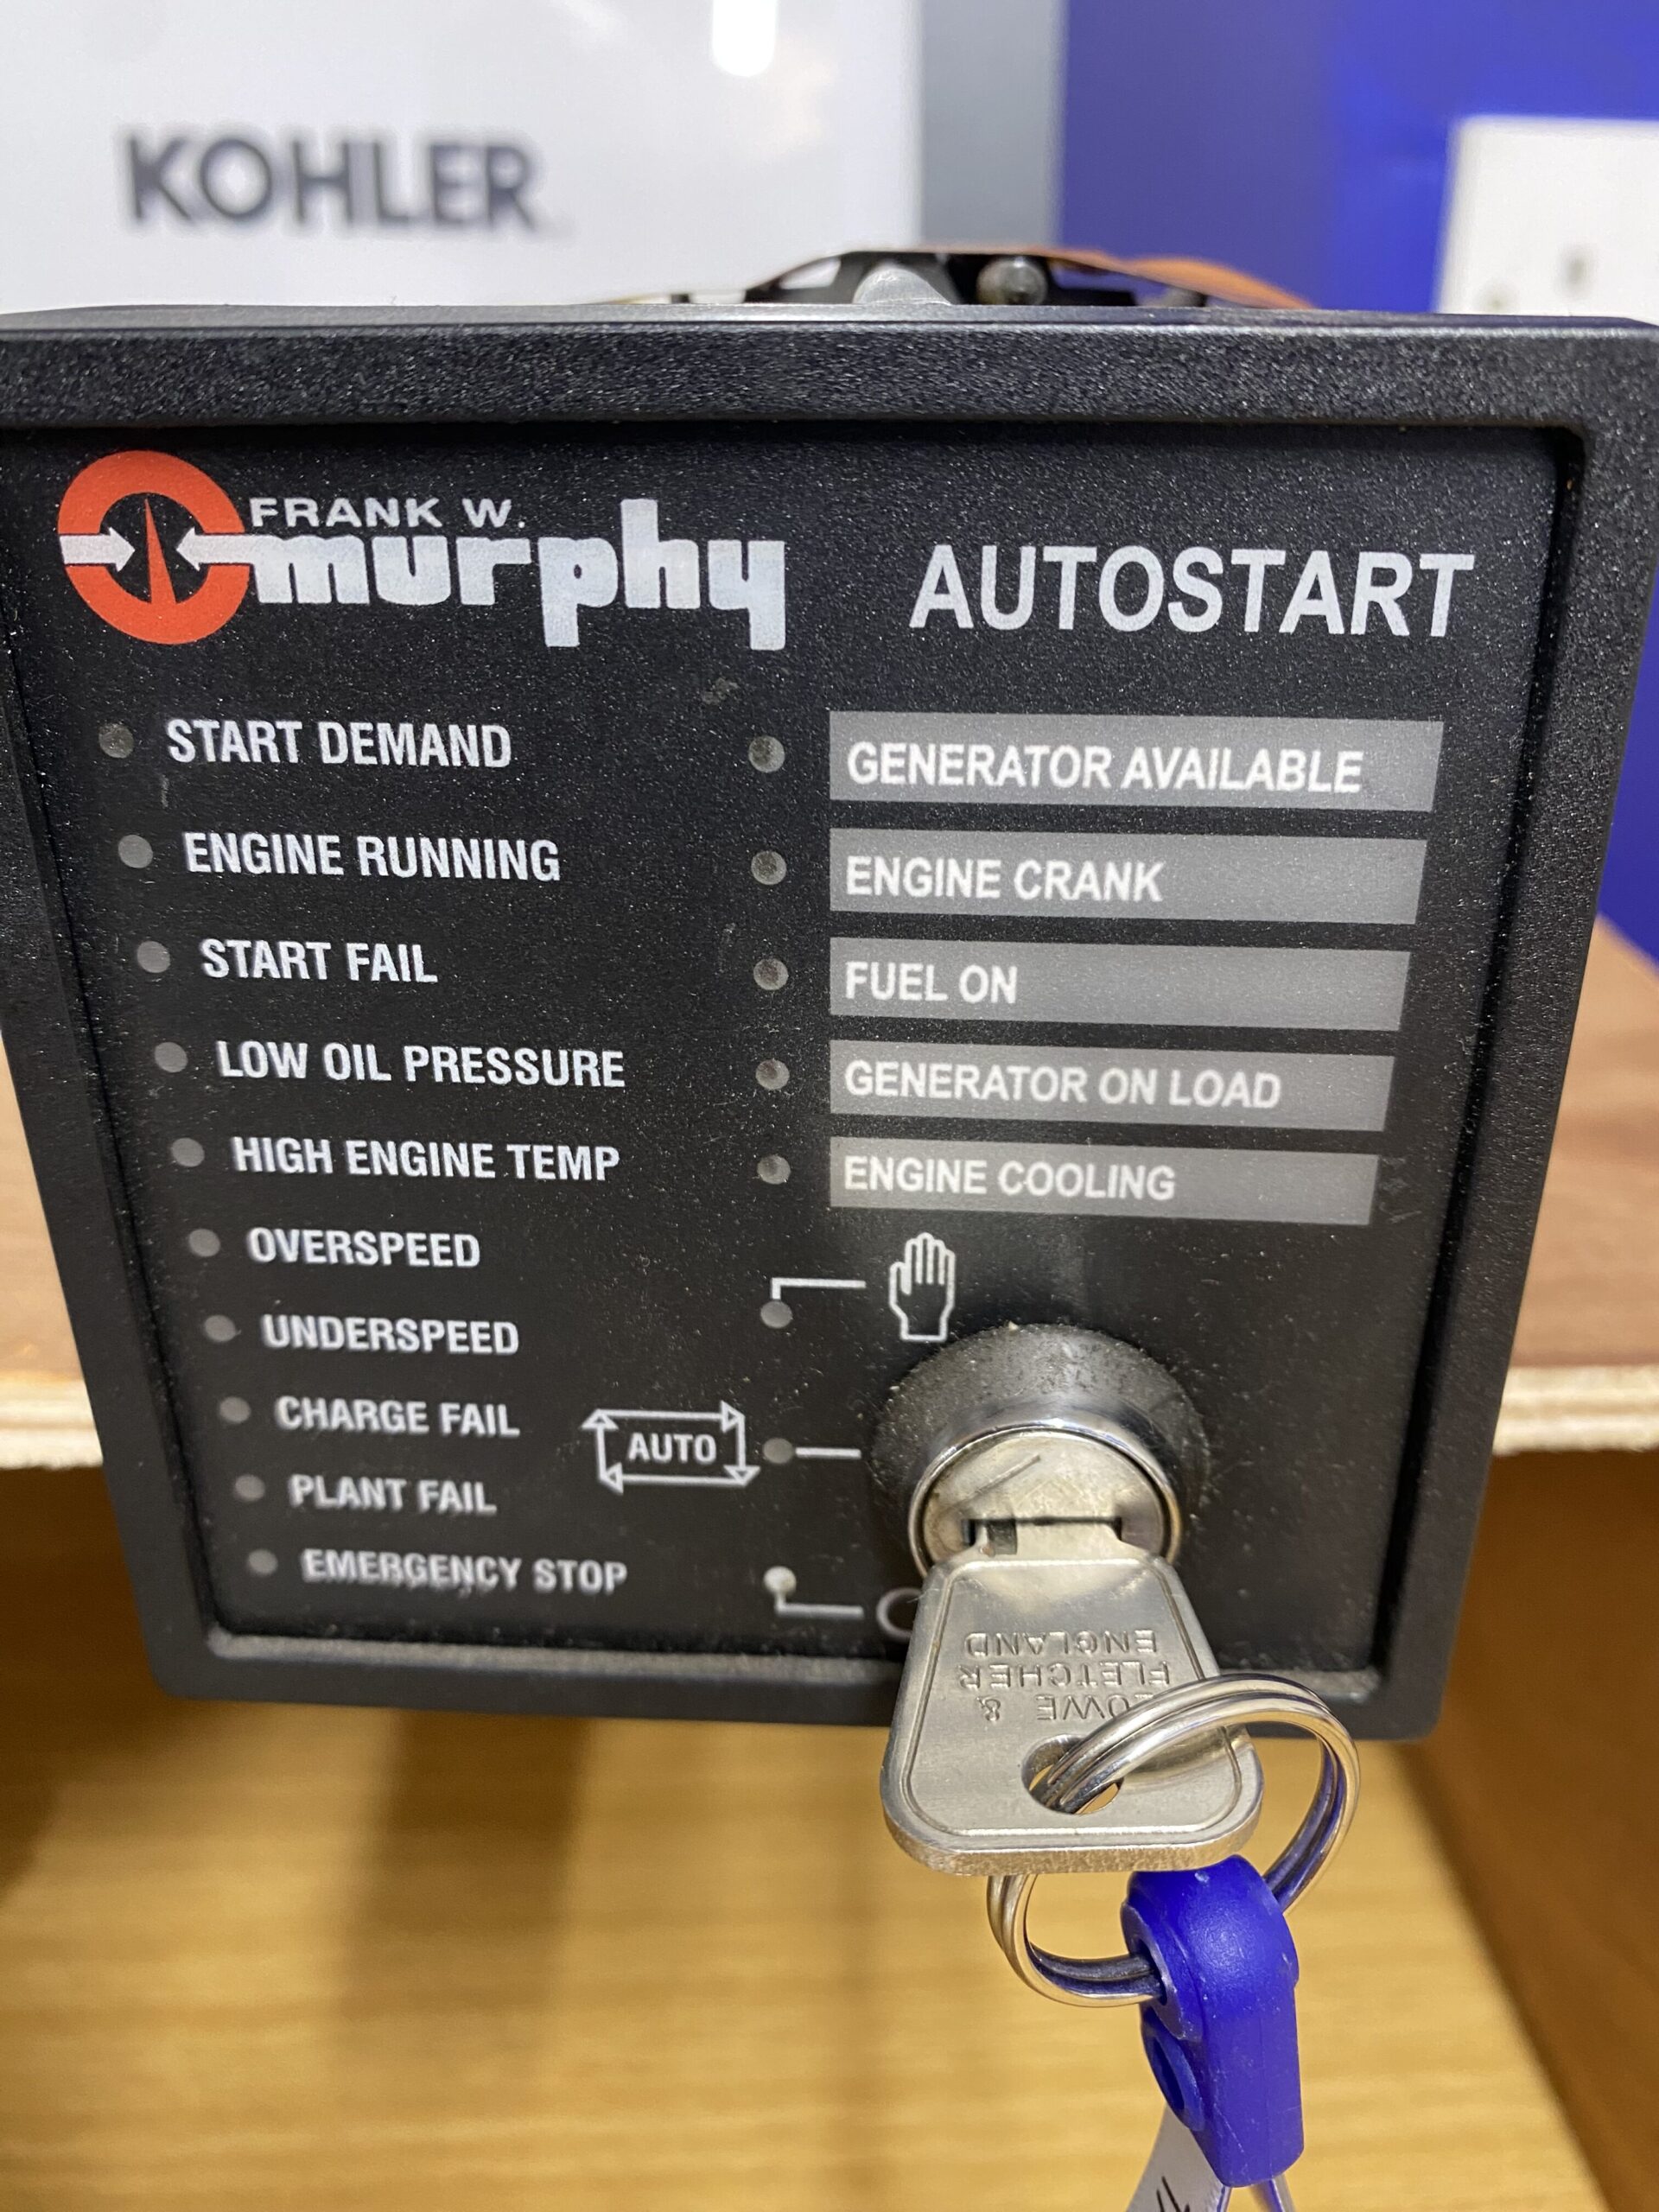 KOHLER
FRANK W.
murphy
AUTOSTART
START DEMAND
ENGINE RUNNING
START FAIL
LOW OIL PRESSURE
HIGH ENGINE TEMP
OVERSPEED
UNDERSPEED
CHARGE FAIL
PLANT FAIL
EMERGENCY STOP
GENERATOR AVAILABLE
ENGINE CRANK
FUEL ON
GENERATOR ON LOAD
ENGINE COOLING
AUTO
LOWE &
FLETCHER
ENGLAND